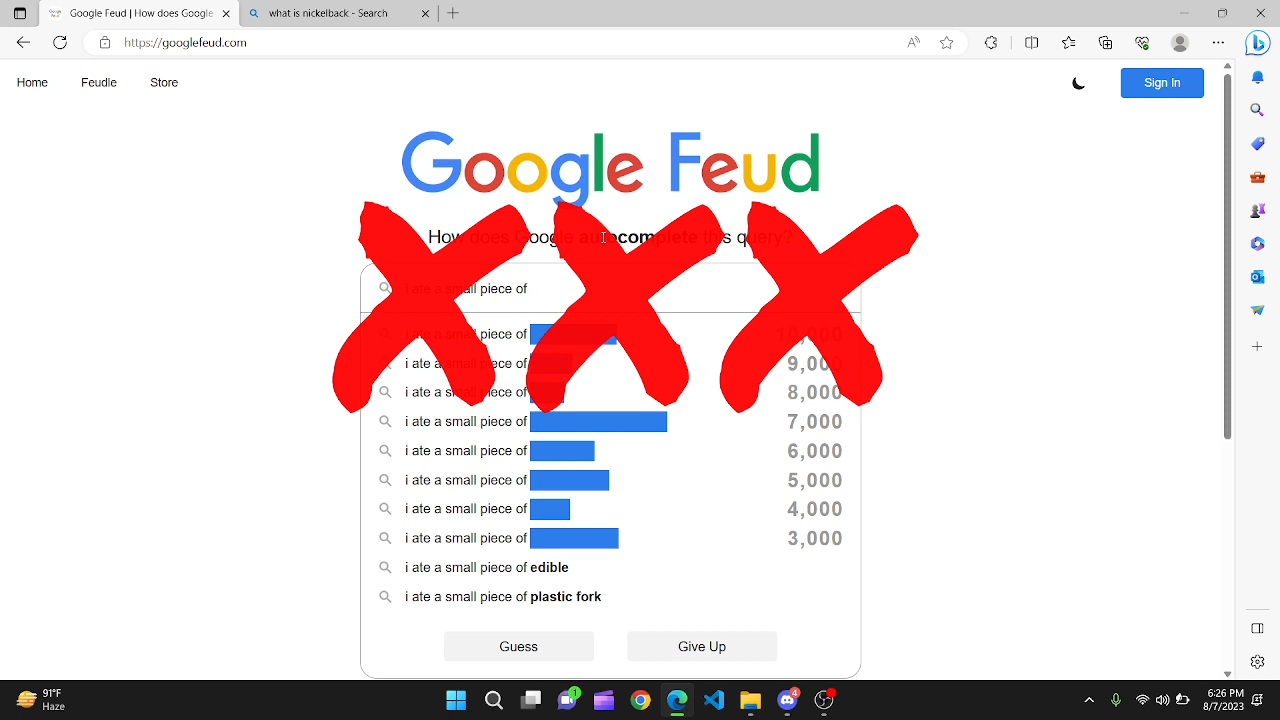 Google Feud | How does Google
what is nickelback - Search
https://googlefeud.com
Home
Feudle
Store
Sign In
Google Feud
How does Google autocomplete this query?
i ate a small piece of
i ate a small piece of 10,000
i ate a small piece of 9,000
i ate a small piece of 8,000
i ate a small piece of 7,000
i ate a small piece of 6,000
i ate a small piece of 5,000
i ate a small piece of 4,000
i ate a small piece of 3,000
i ate a small piece of edible
i ate a small piece of plastic fork
Guess
Give Up
91°F
Haze
1
4
6:26 PM
8/7/2023